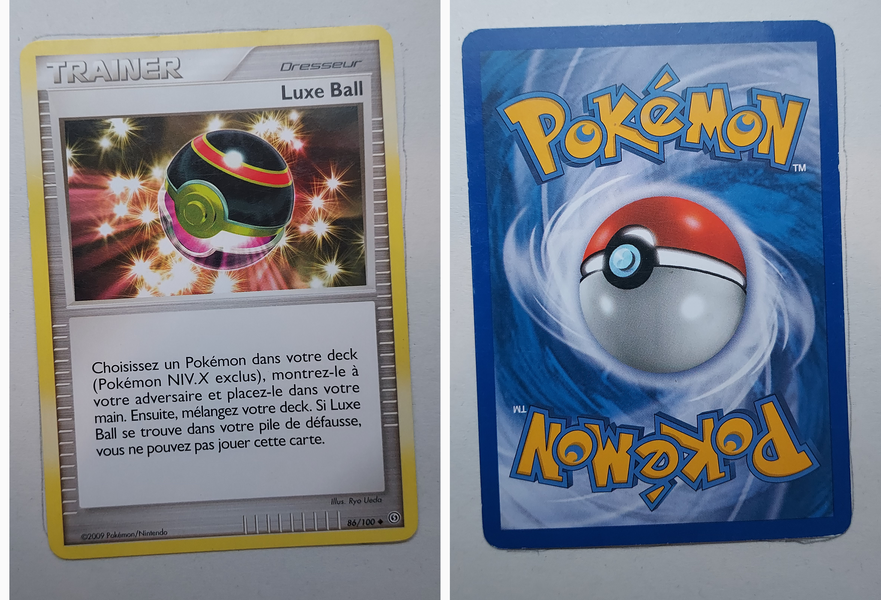 TRAINER
Dresseur
Luxe Ball
Choisissez un Pokémon dans votre deck
(Pokémon NIV.X exclus), montrez-le à
votre adversaire et placez-le dans votre
main. Ensuite, mélangez votre deck. Si Luxe
Ball se trouve dans votre pile de défausse,
vous ne pouvez pas jouer cette carte.
Illus. Ryo Ueda
86/100
©2009 Pokémon/Nintendo
POKéMON
TM
TM
POKéMON